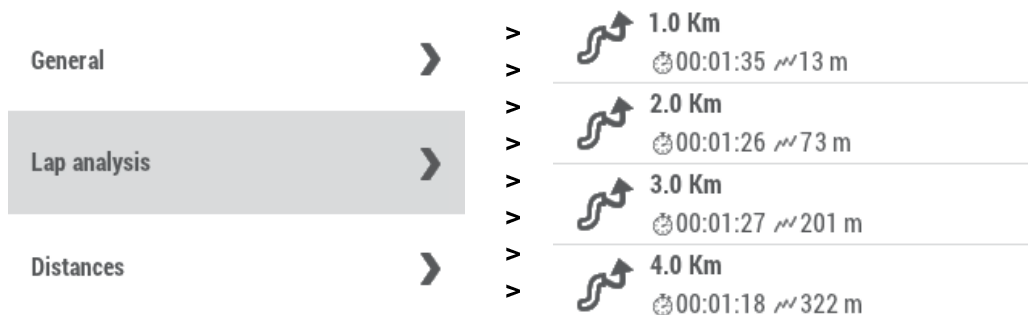 General
Lap analysis
Distances
>
>
>
>
>
>
>
>
1.0 Km
00:01:35 13 m
2.0 Km
00:01:26 73 m
3.0 Km
00:01:27 201 m
4.0 Km
00:01:18 322 m